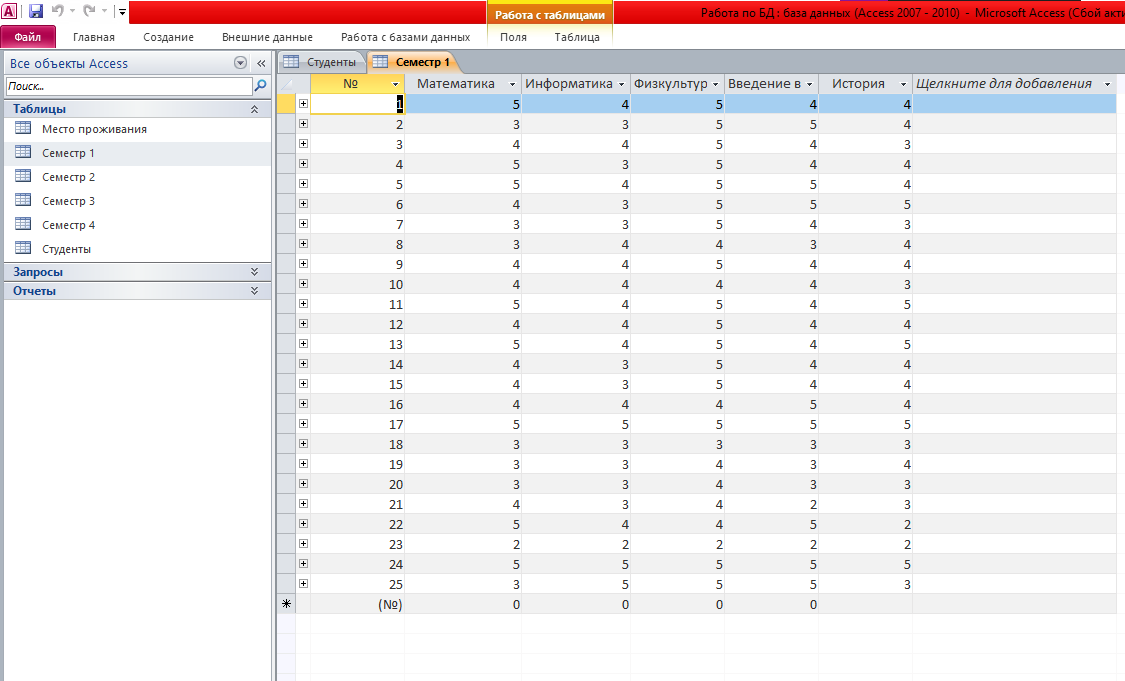 Работа с таблицами
Работа по БД : база данных (Access 2007 - 2010) - Microsoft Access (Сбой акти
Файл Главная Создание Внешние данные Работа с базами данных Поля Таблица
Все объекты Access
Поиск...
Таблицы
Место проживания
Семестр 1
Семестр 2
Семестр 3
Семестр 4
Студенты
Запросы
Отчеты
Студенты Семестр 1
№ Математика Информатика Физкультур Введение в История Щелкните для добавления
1 5 4 5 4 4
2 3 3 5 5 4
3 4 4 5 4 3
4 5 3 5 4 4
5 5 4 5 5 4
6 4 3 5 5 5
7 3 3 5 4 3
8 3 4 4 3 4
9 4 4 5 4 4
10 4 4 4 4 3
11 5 4 5 4 5
12 4 4 5 4 4
13 5 4 5 4 5
14 4 3 5 4 4
15 4 3 5 4 4
16 4 4 4 5 4
17 5 5 5 5 5
18 3 3 3 3 3
19 3 3 4 3 4
20 3 3 4 3 3
21 4 3 4 2 3
22 5 4 4 5 2
23 2 2 2 2 2
24 5 5 5 5 5
25 3 5 5 5 3
(№) 0 0 0 0